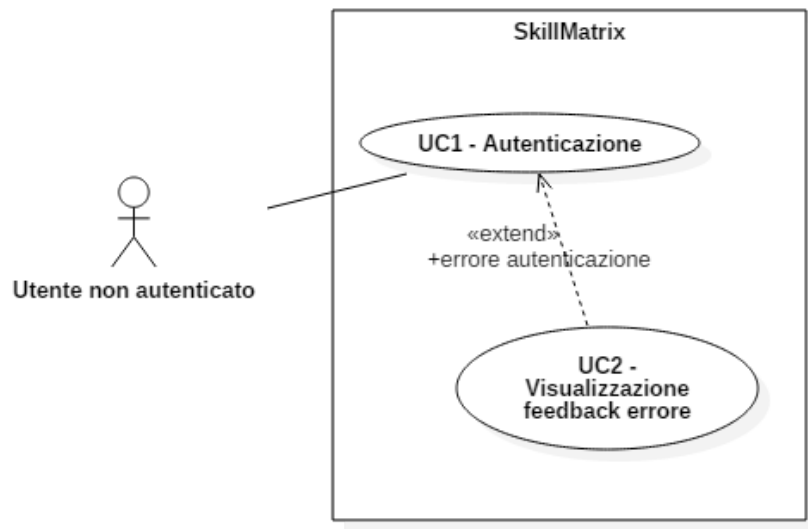 SkillMatrix
UC1 - Autenticazione
«extend»
+errore autenticazione
Utente non autenticato
UC2 -
Visualizzazione
feedback errore